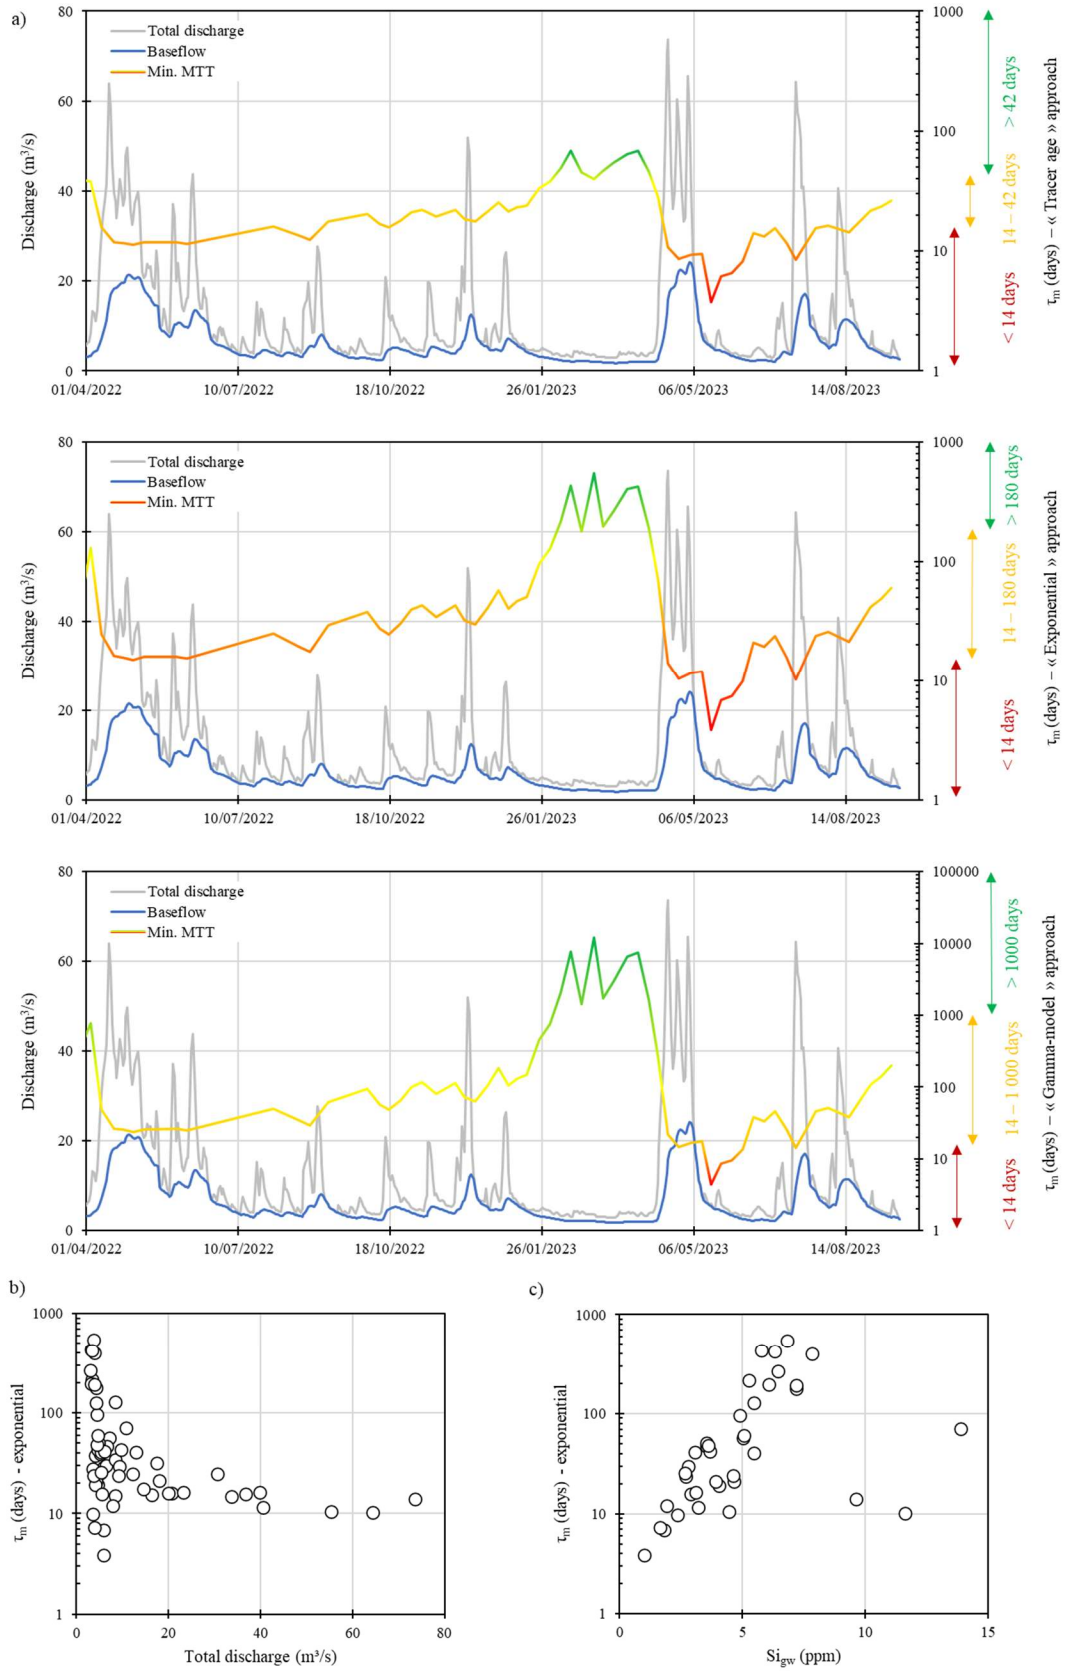 a)
80
60
40
20
0
Discharge (m³/s)
Total discharge
Baseflow
Min. MTT
01/04/2022 10/07/2022 18/10/2022 26/01/2023 06/05/2023 14/08/2023
1000
100
10
1
< 14 days 14 – 42 days > 42 days
τm (days) – « Tracer age » approach
80
60
40
20
0
Discharge (m³/s)
Total discharge
Baseflow
Min. MTT
01/04/2022 10/07/2022 18/10/2022 26/01/2023 06/05/2023 14/08/2023
1000
100
10
1
< 14 days 14 – 180 days > 180 days
τm (days) – « Exponential » approach
80
60
40
20
0
Discharge (m³/s)
Total discharge
Baseflow
Min. MTT
01/04/2022 10/07/2022 18/10/2022 26/01/2023 06/05/2023 14/08/2023
100000
10000
1000
100
10
1
< 14 days 14 – 1 000 days > 1000 days
τm (days) – « Gamma-model » approach
b)
1000
100
10
1
τm (days) - exponential
0 20 40 60 80
Total discharge (m³/s)
c)
1000
100
10
1
τm (days) - exponential
0 5 10 15
Sigw (ppm)